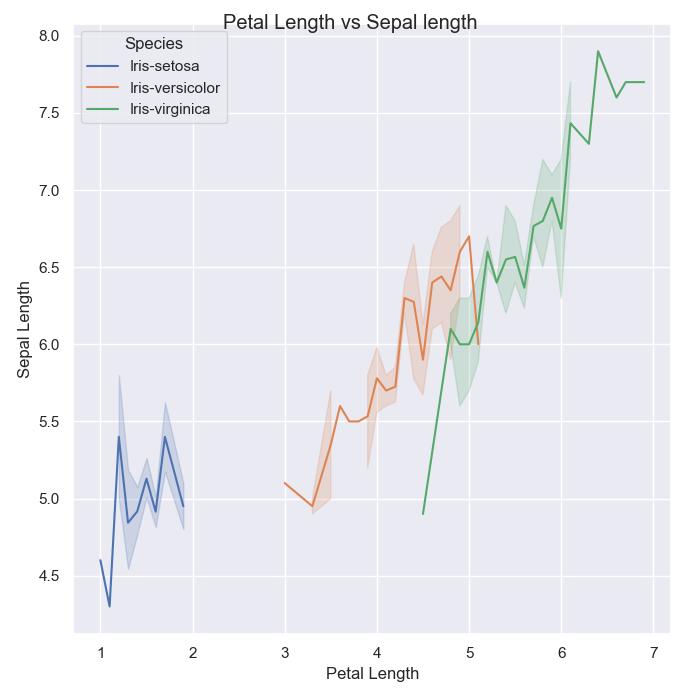 Petal Length vs Sepal length
Species
Iris-setosa
Iris-versicolor
Iris-virginica
8.0
7.5
7.0
6.5
6.0
5.5
5.0
4.5
Sepal Length
1 2 3 4 5 6 7
Petal Length